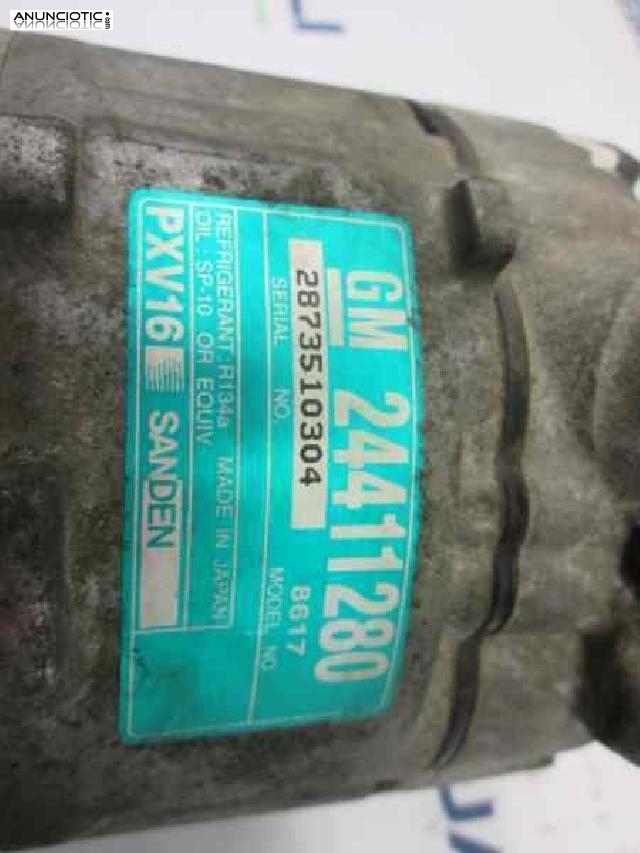 ANUNCIOTIC.com
GM 24411280
2873510304 8617
SERIAL NO. MODEL NO
REFRIGERANT: R134a MADE IN JAPAN
OIL : SP-10 OR EQUIV
PXV16 SANDEN